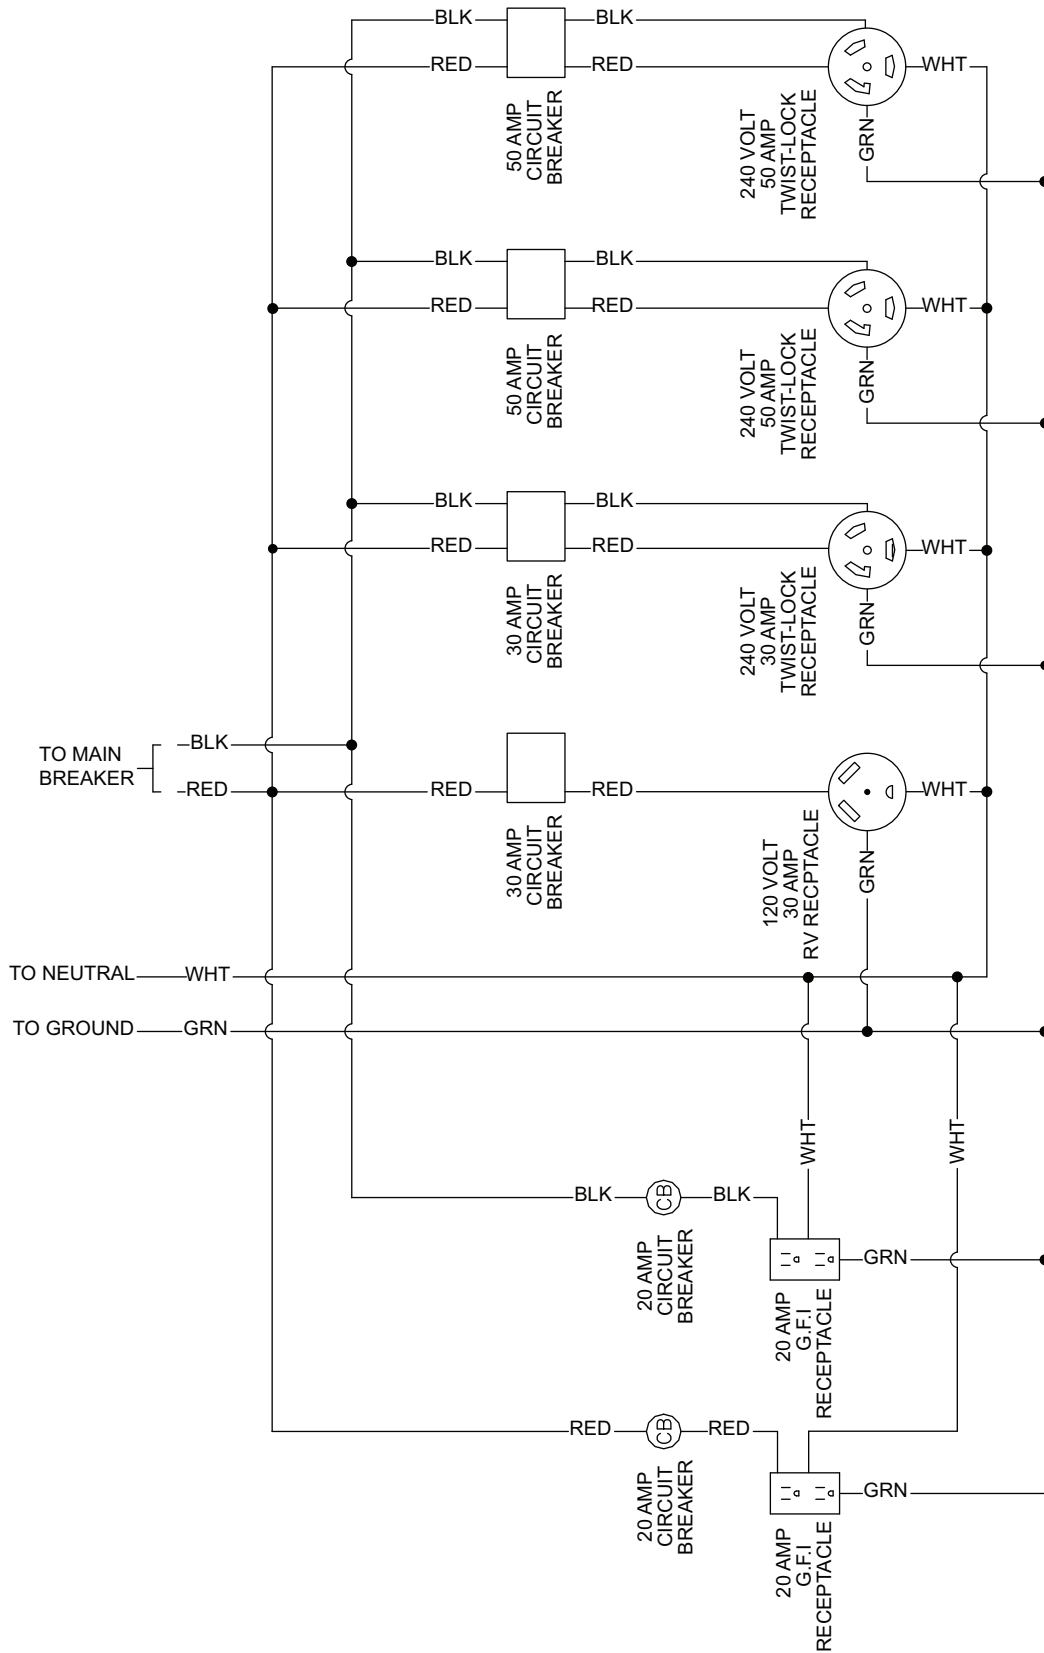 BLK
BLK
RED
RED
WHT
GRN
50 AMP
CIRCUIT
BREAKER
240 VOLT
50 AMP
TWIST-LOCK
RECEPTACLE
BLK
BLK
RED
RED
WHT
GRN
50 AMP
CIRCUIT
BREAKER
240 VOLT
50 AMP
TWIST-LOCK
RECEPTACLE
BLK
BLK
RED
RED
WHT
GRN
30 AMP
CIRCUIT
BREAKER
240 VOLT
30 AMP
TWIST-LOCK
RECEPTACLE
TO MAIN
BREAKER
BLK
RED
RED
RED
WHT
GRN
30 AMP
CIRCUIT
BREAKER
120 VOLT
30 AMP
RV RECPTACLE
TO NEUTRAL
WHT
TO GROUND
GRN
WHT
WHT
BLK
CB
BLK
20 AMP
CIRCUIT
BREAKER
GRN
20 AMP
G.F.I
RECEPTACLE
RED
CB
RED
20 AMP
CIRCUIT
BREAKER
GRN
20 AMP
G.F.I
RECEPTACLE